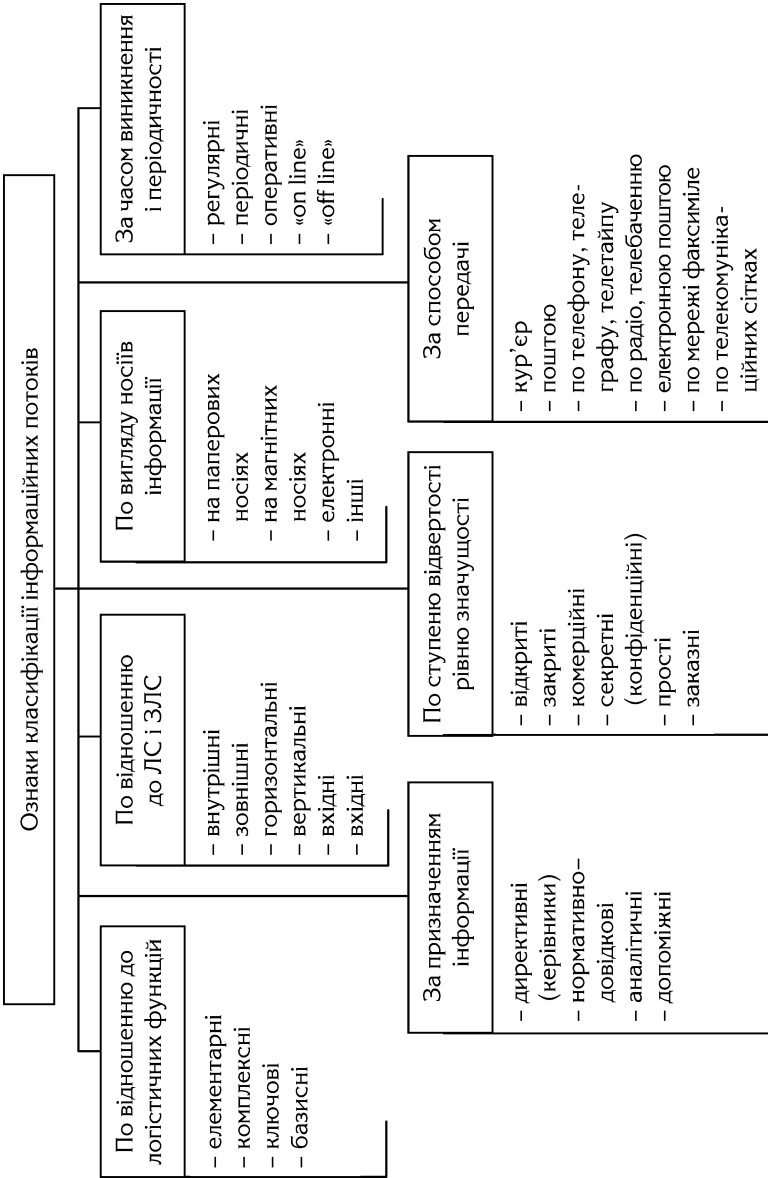 Ознаки класифікації інформаційних потоків
По відношенню до
логістичних функцій
– елементарні
– комплексні
– ключові
– базисні
По відношенню
до ЛС і ЗЛС
– внутрішні
– зовнішні
– горизонтальні
– вертикальні
– вхідні
– вхідні
По вигляду носіїв
інформації
– на паперових
носіях
– на магнітних
носіях
– електронні
– інші
За часом виникнення
і періодичності
– регулярні
– періодичні
– оперативні
– «on line»
– «off line»
За призначенням
інформації
– директивні
(керівники)
– нормативно–
довідкові
– аналітичні
– допоміжні
По ступеню відвертості
рівню значущості
– відкриті
– закриті
– комерційні
– секретні
(конфіденційні)
– прості
– заказні
За способом
передачі
– кур’єр
– поштою
– по телефону, теле-
графу, телетайпу
– по радіо, телебаченню
– електронною поштою
– по мережі факсиміле
– по телекомуніка-
ційних сітках